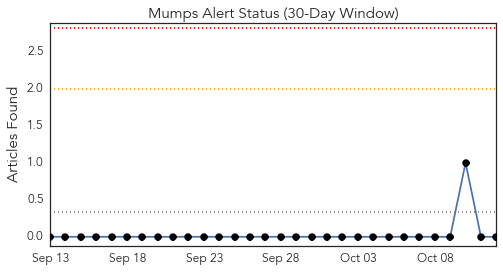 Mumps Alert Status (30-Day Window)
Articles Found
2.5
2.0
1.5
1.0
0.5
0.0
Sep 13 Sep 18 Sep 23 Sep 28 Oct 03 Oct 08